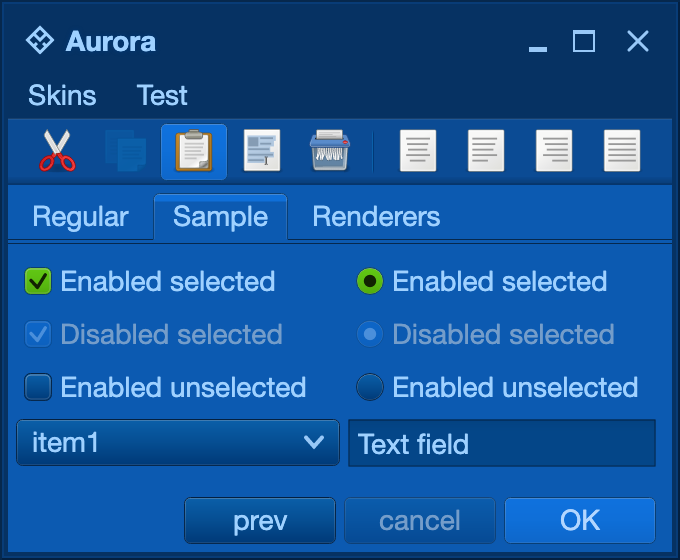 Aurora
Skins Test
Regular Sample Renderers
Enabled selected Enabled selected
Disabled selected Disabled selected
Enabled unselected Enabled unselected
item1 Text field
prev cancel OK